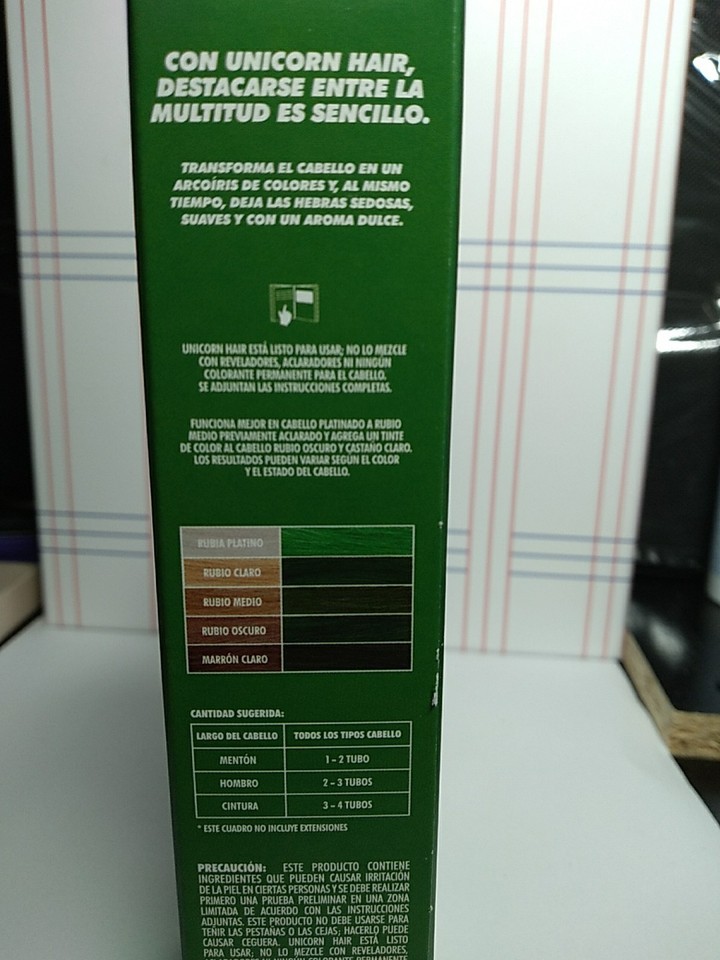 CON UNICORN HAIR,
DESTACARSE ENTRE LA
MULTITUD ES SENCILLO.
TRANSFORMA EL CABELLO EN UN
ARCOÍRIS DE COLORES Y, AL MISMO
TIEMPO, DEJA LAS HEBRAS SEDOSAS,
SUAVES Y CON UN AROMA DULCE.
UNICORN HAIR ESTÁ LISTO PARA USAR; NO LO MEZCLE
CON REVELADORES, ACLARADORES NI NINGÚN
COLORANTE PERMANENTE PARA EL CABELLO.
SE ADJUNTAN LAS INSTRUCCIONES COMPLETAS.
FUNCIONA MEJOR EN CABELLO PLATINADO A RUBIO
MEDIO PREVIAMENTE ACLARADO Y AGREGA UN TINTE
DE COLOR AL CABELLO RUBIO OSCURO Y CASTAÑO CLARO.
LOS RESULTADOS PUEDEN VARIAR SEGÚN EL COLOR
Y EL ESTADO DEL CABELLO.
RUBIA PLATINO
RUBIO CLARO
RUBIO MEDIO
RUBIO OSCURO
MARRÓN CLARO
CANTIDAD SUGERIDA:
LARGO DEL CABELLO TODOS LOS TIPOS CABELLO
MENTÓN 1 – 2 TUBO
HOMBRO 2 – 3 TUBOS
CINTURA 3 – 4 TUBOS
* ESTE CUADRO NO INCLUYE EXTENSIONES
PRECAUCIÓN: ESTE PRODUCTO CONTIENE
INGREDIENTES QUE PUEDEN CAUSAR IRRITACIÓN
DE LA PIEL EN CIERTAS PERSONAS Y SE DEBE REALIZAR
PRIMERO UNA PRUEBA PRELIMINAR EN UNA ZONA
LIMITADA DE ACUERDO CON LAS INSTRUCCIONES
ADJUNTAS. ESTE PRODUCTO NO DEBE USARSE PARA
TEÑIR LAS PESTAÑAS O LAS CEJAS; HACERLO PUEDE
CAUSAR CEGUERA. UNICORN HAIR ESTÁ LISTO
PARA USAR; NO LO MEZCLE CON REVELADORES,